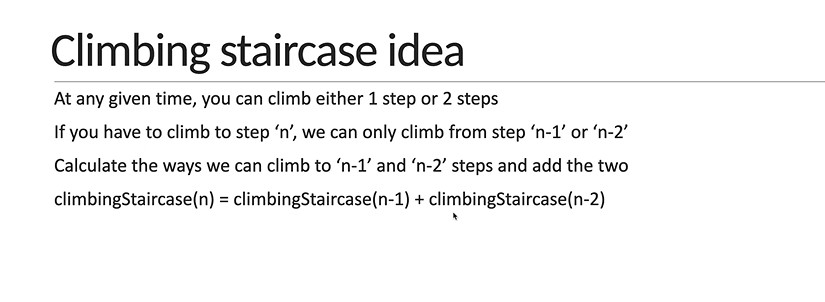 Climbing staircase idea
At any given time, you can climb either 1 step or 2 steps
If you have to climb to step ‘n’, we can only climb from step ‘n-1’ or ‘n-2’
Calculate the ways we can climb to ‘n-1’ and ‘n-2’ steps and add the two
climbingStaircase(n) = climbingStaircase(n-1) + climbingStaircase(n-2)